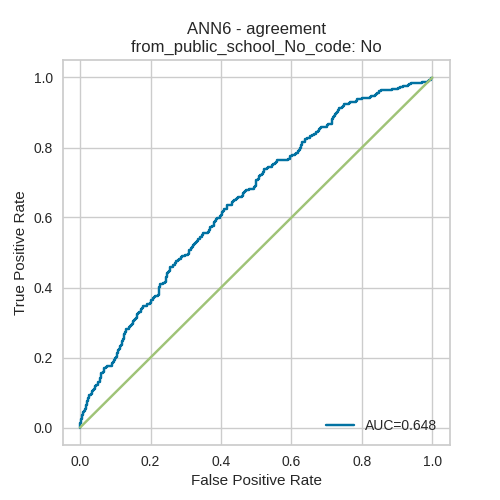 ANN6 - agreement
from_public_school_No_code: No
1.0
0.8
0.6
0.4
0.2
0.0
True Positive Rate
AUC=0.648
0.0 0.2 0.4 0.6 0.8 1.0
False Positive Rate